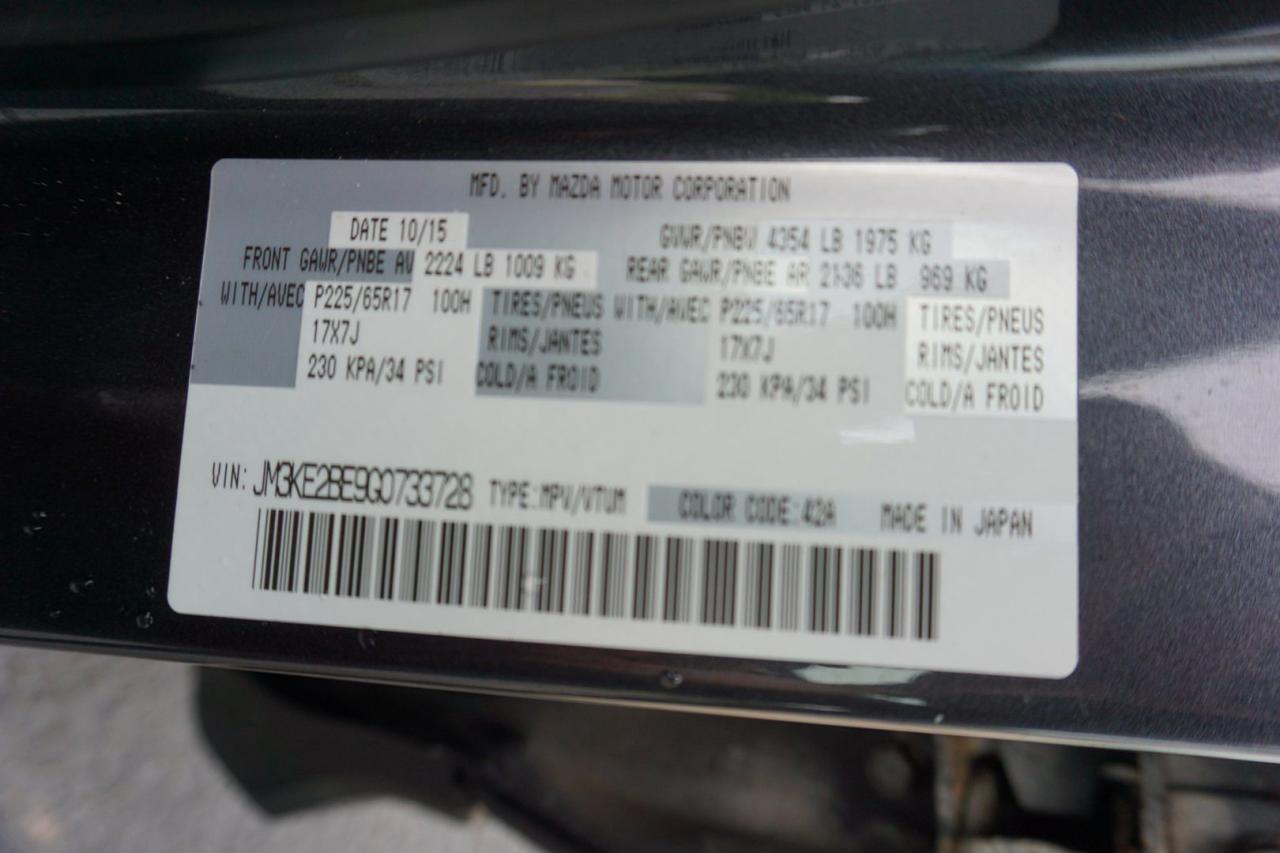 MFD. BY MAZDA MOTOR CORPORATION
DATE 10/15 GVWR/PNBV 4354 LB 1975 KG
FRONT GAWR/PNBE AV 2224 LB 1009 KG REAR GAWR/PNBE AR 2136 LB 969 KG
WITH/AVEC P225/65R17 100H TIRES/PNEUS WITH/AVEC P225/65R17 100H TIRES/PNEUS
17X7J RIMS/JANTES 17X7J RIMS/JANTES
230 KPA/34 PSI COLD/A FROID 230 KPA/34 PSI COLD/A FROID
VIN: JM3KE2BE9G0733728 TYPE:MPV/VTUM COLOR CODE:42A MADE IN JAPAN